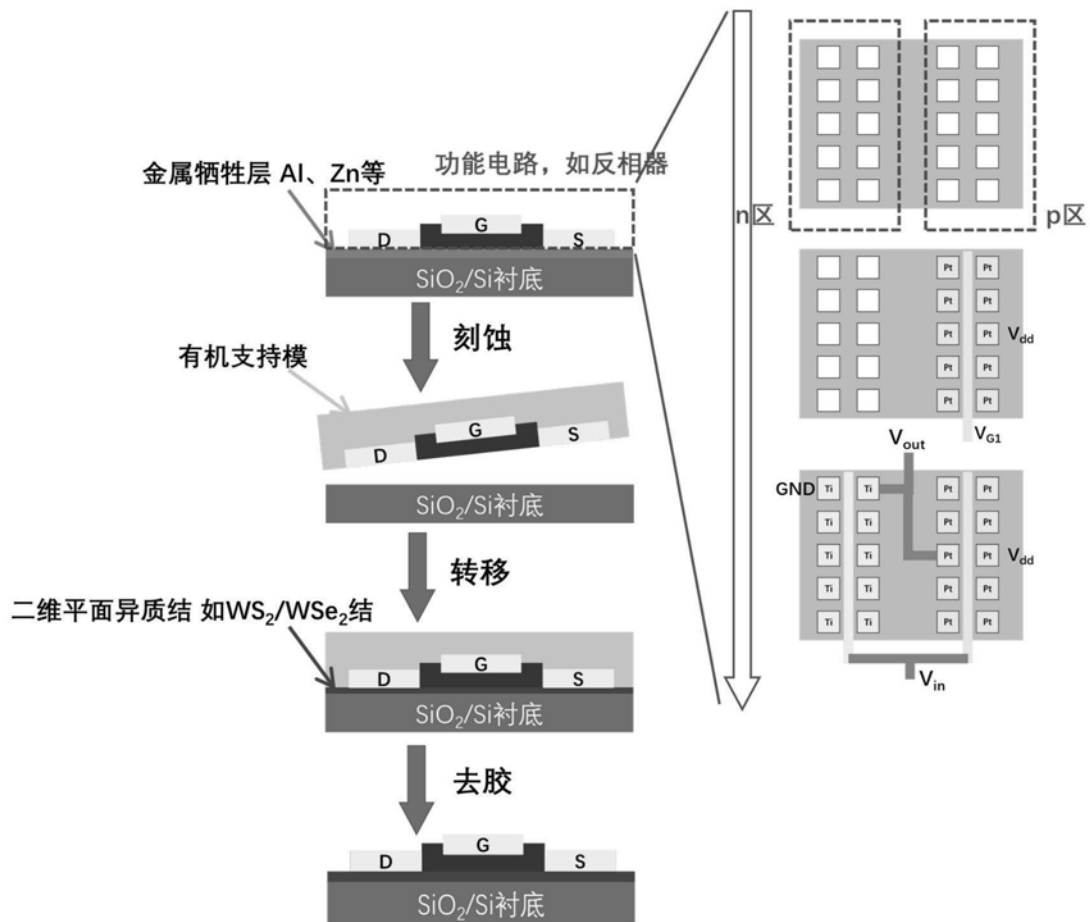 金属牺牲层 Al、Zn等
功能电路，如反相器
G
D
S
SiO₂/Si衬底
刻蚀
有机支持模
G
D
S
SiO₂/Si衬底
转移
二维平面异质结 如WS₂/WSe₂结
G
D
S
SiO₂/Si衬底
去胶
G
D
S
SiO₂/Si衬底
n区
p区
Pt Pt
Pt Pt
Pt Pt
V_dd
Pt Pt
Pt Pt
V_G1
V_out
GND
Ti Ti Pt Pt
Ti Ti Pt Pt
Ti Ti Pt Pt
V_dd
Ti Ti Pt Pt
Ti Ti Pt Pt
V_in